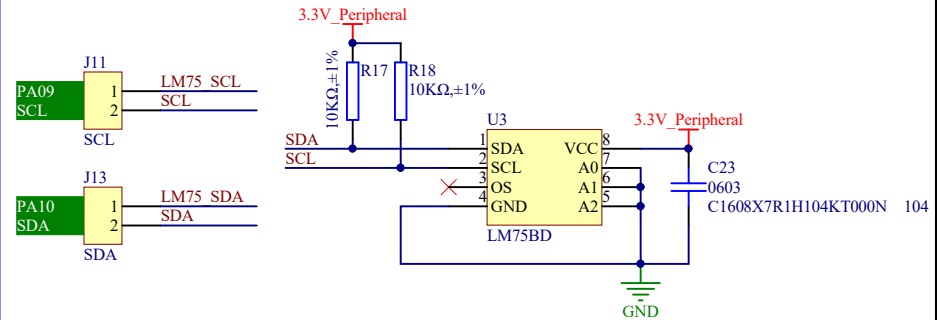 3.3V_Peripheral
J11
PA09
SCL
1
2
LM75_SCL
SCL
SCL
J13
PA10
SDA
1
2
LM75_SDA
SDA
SDA
10KΩ,±1%
R17
R18
10KΩ,±1%
SDA
SCL
U3
1
2
3
4
SDA
SCL
OS
GND
VCC
A0
A1
A2
8
7
6
5
LM75BD
3.3V_Peripheral
C23
0603
C1608X7R1H104KT000N 104
GND